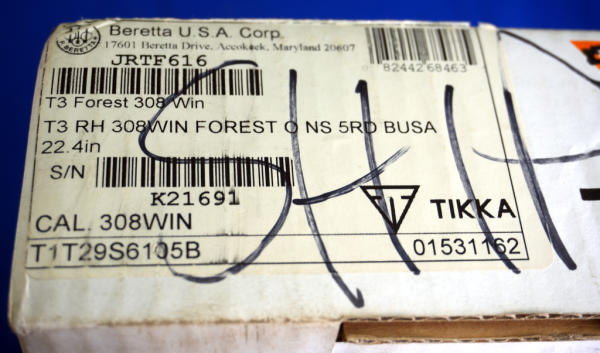 P. BERETTA
Beretta U.S.A. Corp.
17601 Beretta Drive, Accokeek, Maryland 20607
JRTF616
82442 68463
T3 Forest 308 Win
T3 RH 308WIN FOREST O NS 5RD BUSA
22.4in
S/N
K21691
CAL. 308WIN
TIKKA
T1T29S6105B
01531162